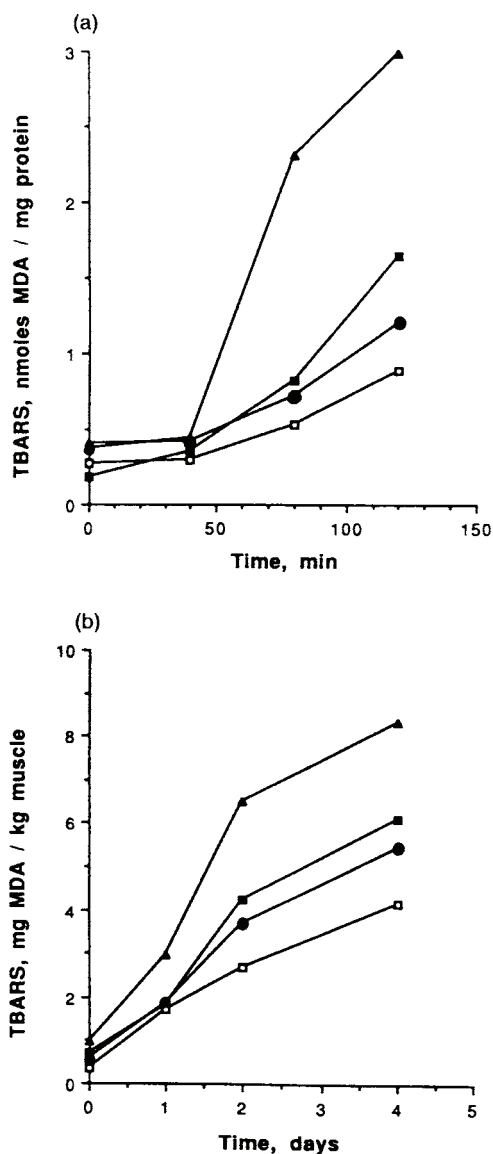 (a)
TBARS, nmoles MDA / mg protein
3
2
1
0
0 50 100 150
Time, min
(b)
TBARS, mg MDA / kg muscle
10
8
6
4
2
0
0 1 2 3 4 5
Time, days